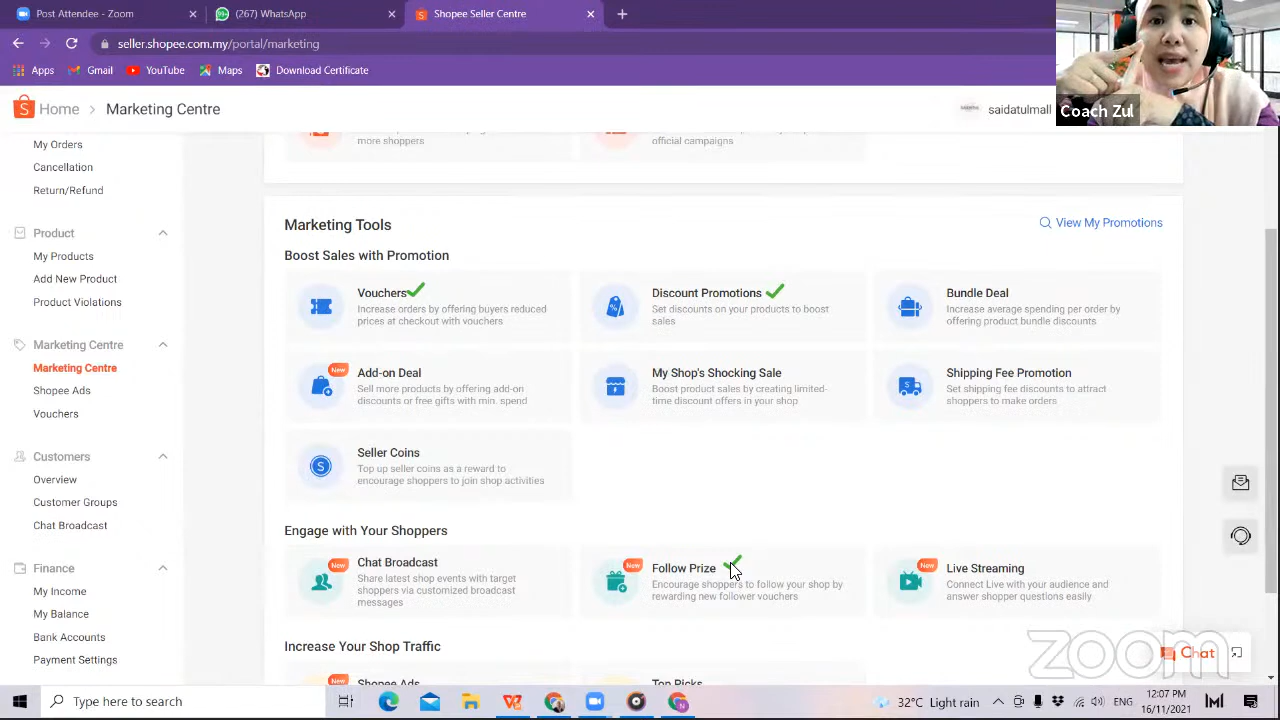 Post Attendee - Zoom
(267) WhatsApp
Shopee Seller Centre
seller.shopee.com.my/portal/marketing
Apps
Gmail
YouTube
Maps
Download Certificate
Coach Zul
Home > Marketing Centre
saidatulmall
My Orders
Cancellation
Return/Refund
Product
My Products
Add New Product
Product Violations
Marketing Centre
Marketing Centre
Shopee Ads
Vouchers
Customers
Overview
Customer Groups
Chat Broadcast
Finance
My Income
My Balance
Bank Accounts
Payment Settings
more shoppers
official campaigns
Marketing Tools
View My Promotions
Boost Sales with Promotion
Vouchers
Increase orders by offering buyers reduced
prices at checkout with vouchers
Discount Promotions
Set discounts on your products to boost
sales
Bundle Deal
Increase average spending per order by
offering product bundle discounts
New
Add-on Deal
Sell more products by offering add-on
discounts or free gifts with min. spend
My Shop's Shocking Sale
Boost product sales by creating limited-
time discount offers in your shop
Shipping Fee Promotion
Set shipping fee discounts to attract
shoppers to make orders
Seller Coins
Top up seller coins as a reward to
encourage shoppers to join shop activities
Engage with Your Shoppers
New
Chat Broadcast
Share latest shop events with target
shoppers via customized broadcast
messages
New
Follow Prize
Encourage shoppers to follow your shop by
rewarding new follower vouchers
New
Live Streaming
Connect Live with your audience and
answer shopper questions easily
Increase Your Shop Traffic
New
Shopee Ads
Top Picks
zoom
Chat
Type here to search
32°C Light rain
ENG
12:07 PM
16/11/2021